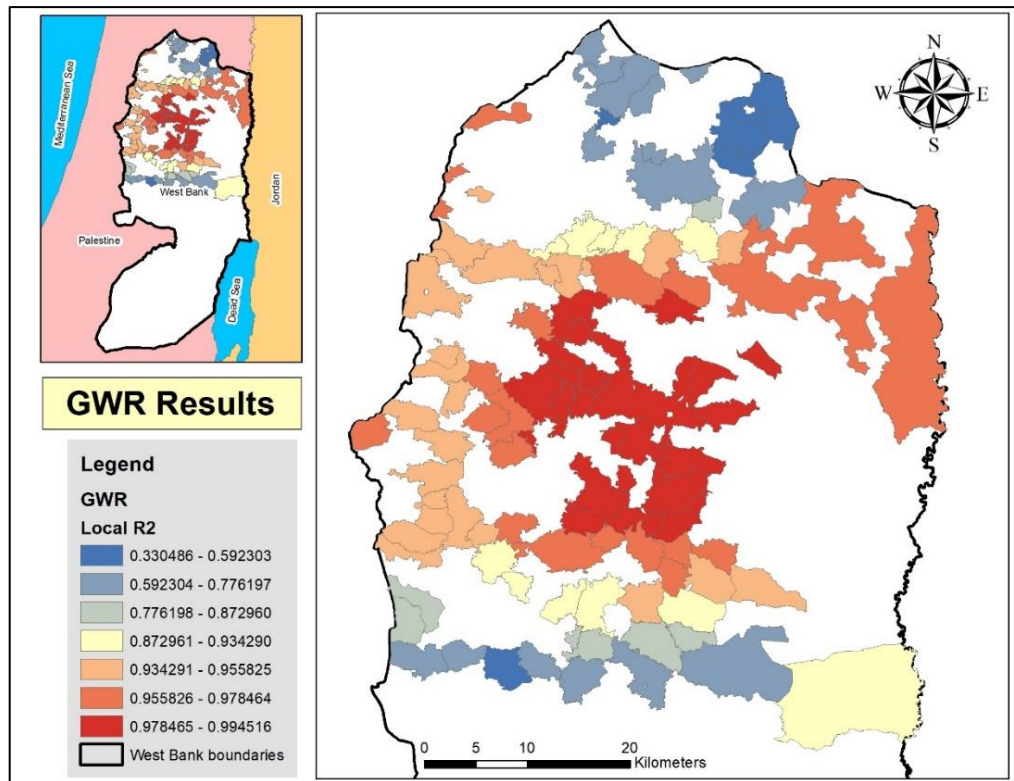 Mediterranean Sea
West Bank
Jordan
Palestine
Dead Sea
GWR Results
Legend
GWR
Local R2
0.330486 - 0.592303
0.592304 - 0.776197
0.776198 - 0.872960
0.872961 - 0.934290
0.934291 - 0.955825
0.955826 - 0.978464
0.978465 - 0.994516
West Bank boundaries
N
W E
S
0 5 10 20
Kilometers